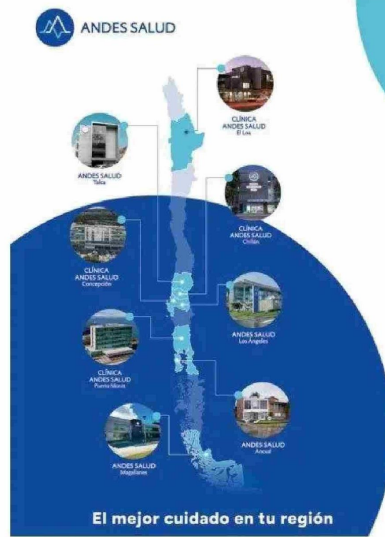 ANDES SALUD
CLÍNICA
ANDES SALUD
El Loa
ANDES SALUD
Talca
CLÍNICA
ANDES SALUD
Chillán
CLÍNICA
ANDES SALUD
Concepción
ANDES SALUD
Los Ángeles
CLÍNICA
ANDES SALUD
Puerto Montt
ANDES SALUD
Ancud
ANDES SALUD
Magallanes
El mejor cuidado en tu región